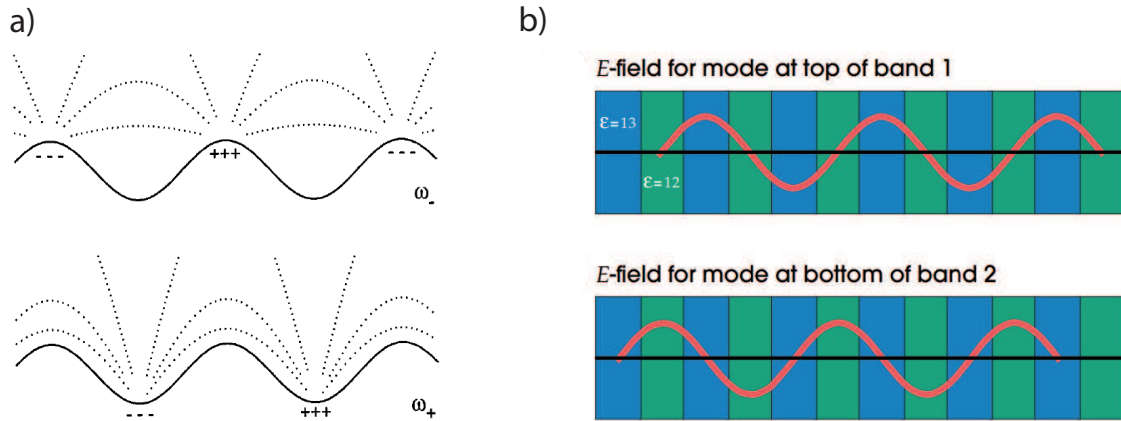 a)
- - -
+++
- - -
ω-
- - -
+++
ω+
b)
E-field for mode at top of band 1
ε=13
ε=12
E-field for mode at bottom of band 2